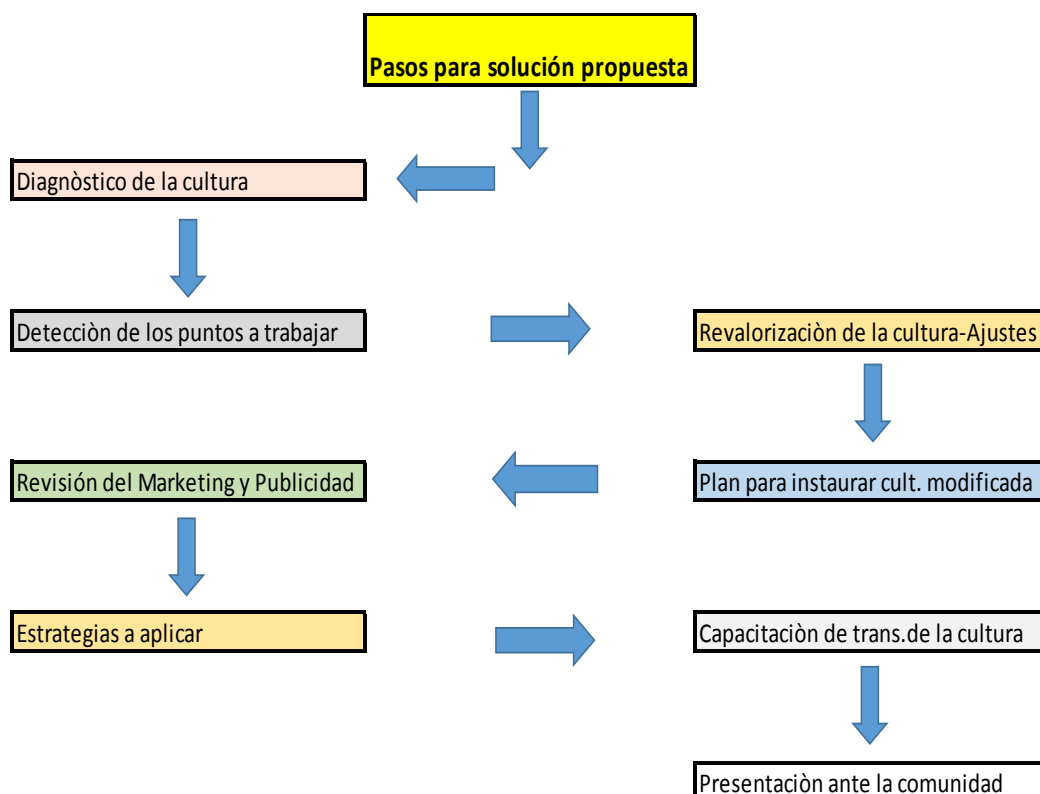 Pasos para solución propuesta
Diagnòstico de la cultura
Detecciòn de los puntos a trabajar
Revalorizaciòn de la cultura-Ajustes
Revisión del Marketing y Publicidad
Plan para instaurar cult. modificada
Estrategias a aplicar
Capacitaciòn de trans.de la cultura
Presentaciòn ante la comunidad